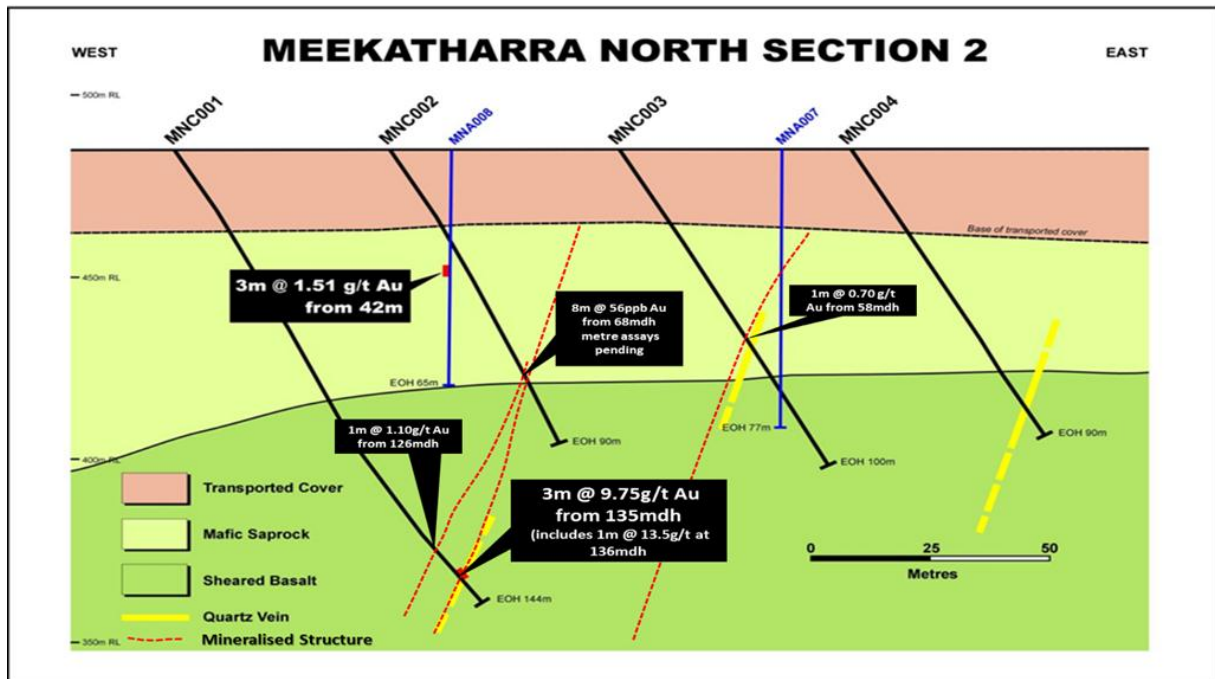 WEST
MEEKATHARRA NORTH SECTION 2
EAST
500m RL
MNC001
MNC002
MNA008
MNC003
MNA007
MNC004
Base of transported cover
450m RL
3m @ 1.51 g/t Au
from 42m
8m @ 56ppb Au
from 68mdh
metre assays
pending
1m @ 0.70 g/t
Au from 58mdh
EOH 65m
1m @ 1.10g/t Au
from 126mdh
EOH 90m
EOH 77m
EOH 100m
EOH 90m
400m RL
3m @ 9.75g/t Au
from 135mdh
(includes 1m @ 13.5g/t at
136mdh
Transported Cover
Mafic Saprock
Sheared Basalt
Quartz Vein
Mineralised Structure
0
25
50
Metres
EOH 144m
350m RL